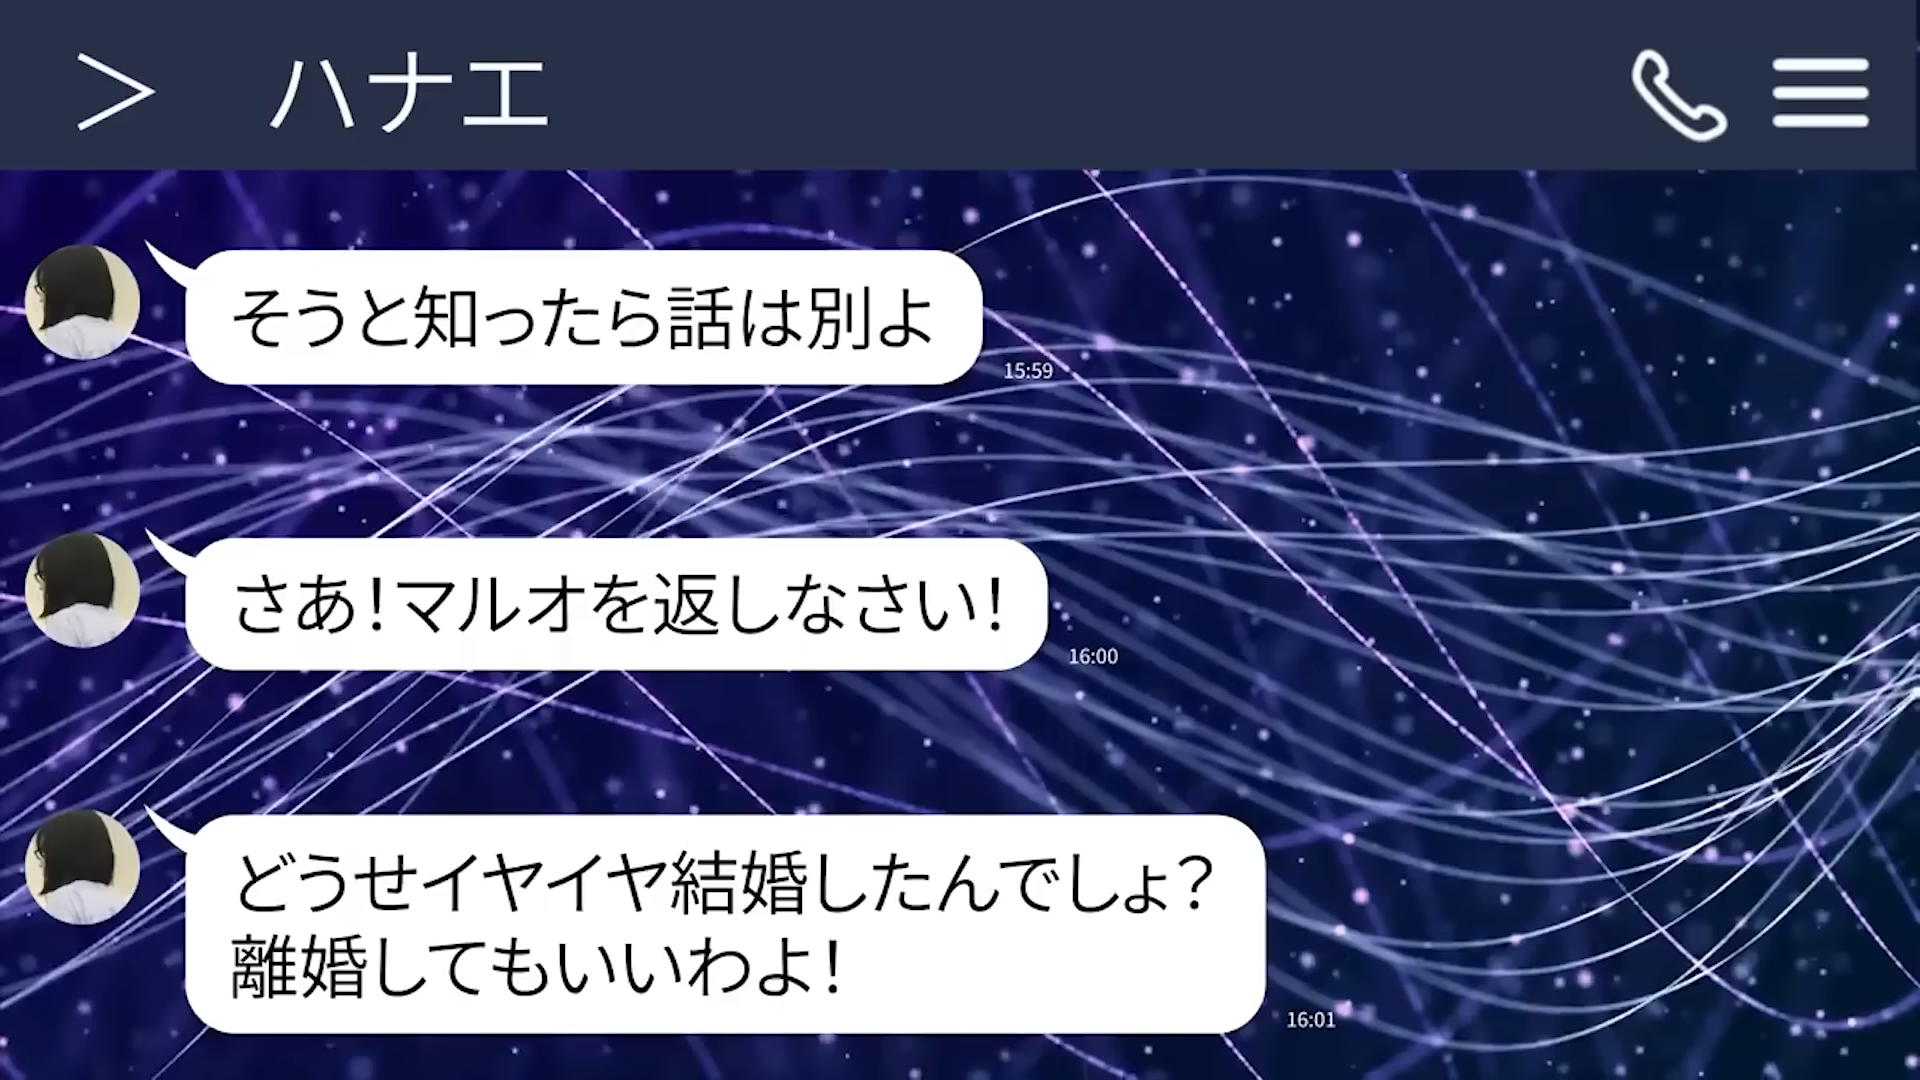 ＞ ハナエ
そうと知ったら話は別よ
15:59
さあ！マルオを返しなさい！
16:00
どうせイヤイヤ結婚したんでしょ？
離婚してもいいわよ！
16:01